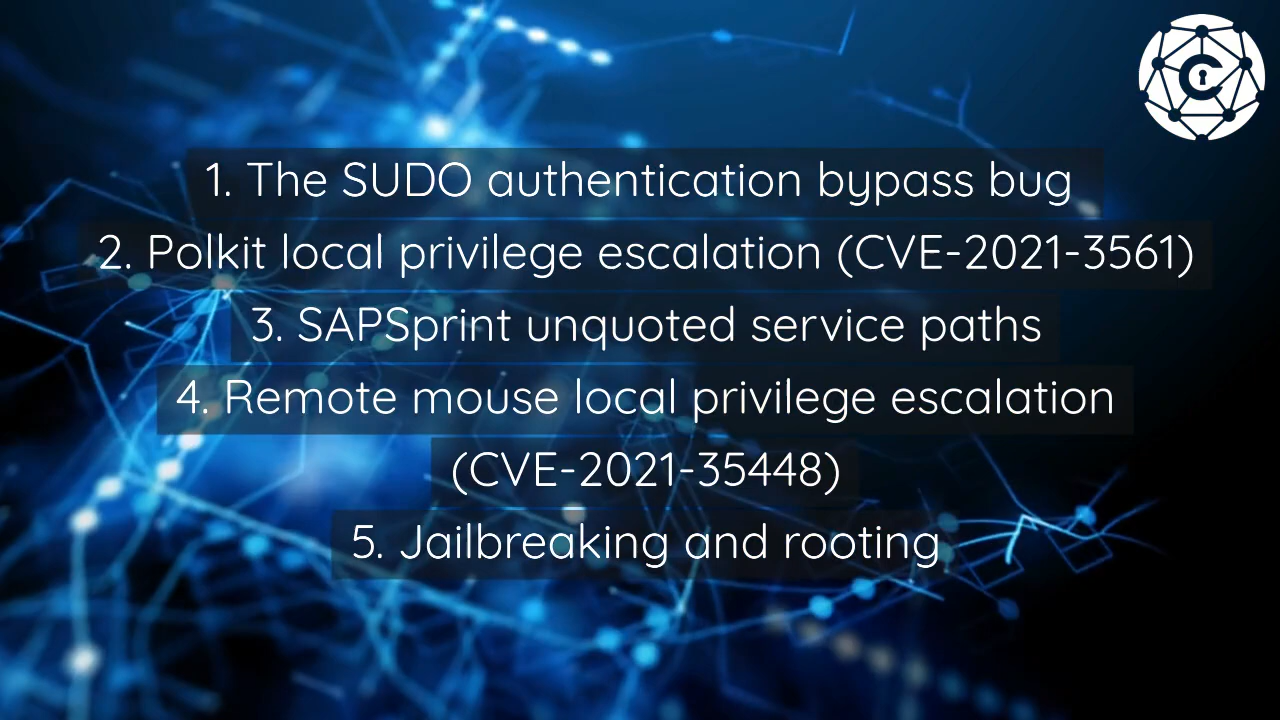 1. The SUDO authentication bypass bug
2. Polkit local privilege escalation (CVE-2021-3561)
3. SAPSprint unquoted service paths
4. Remote mouse local privilege escalation
(CVE-2021-35448)
5. Jailbreaking and rooting